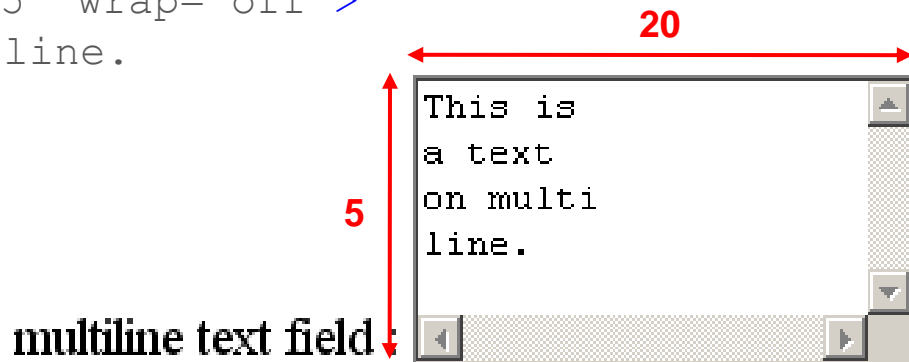 5 wrap="off">
line.
20
This is
a text
on multi
line.
5
multiline text field :